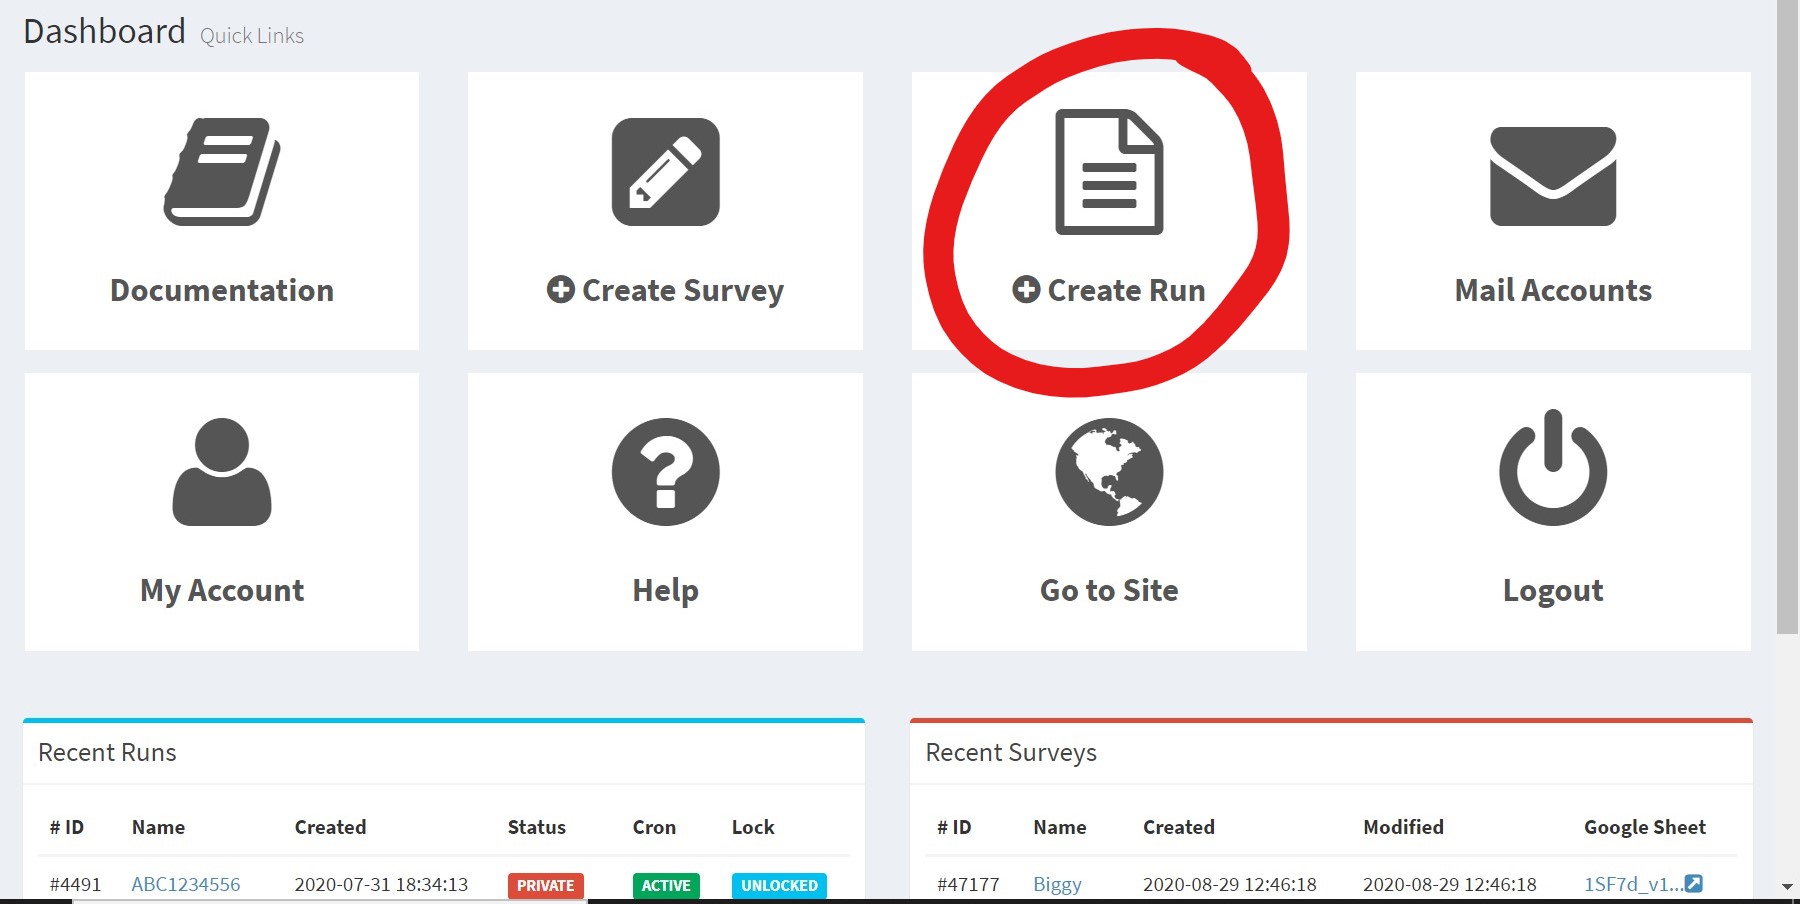 Dashboard Quick Links
Documentation
Create Survey
Create Run
Mail Accounts
My Account
Help
Go to Site
Logout
Recent Runs
# ID Name Created Status Cron Lock
#4491 ABC1234556 2020-07-31 18:34:13 PRIVATE ACTIVE UNLOCKED
Recent Surveys
# ID Name Created Modified Google Sheet
#47177 Biggy 2020-08-29 12:46:18 2020-08-29 12:46:18 1SF7d_v1...